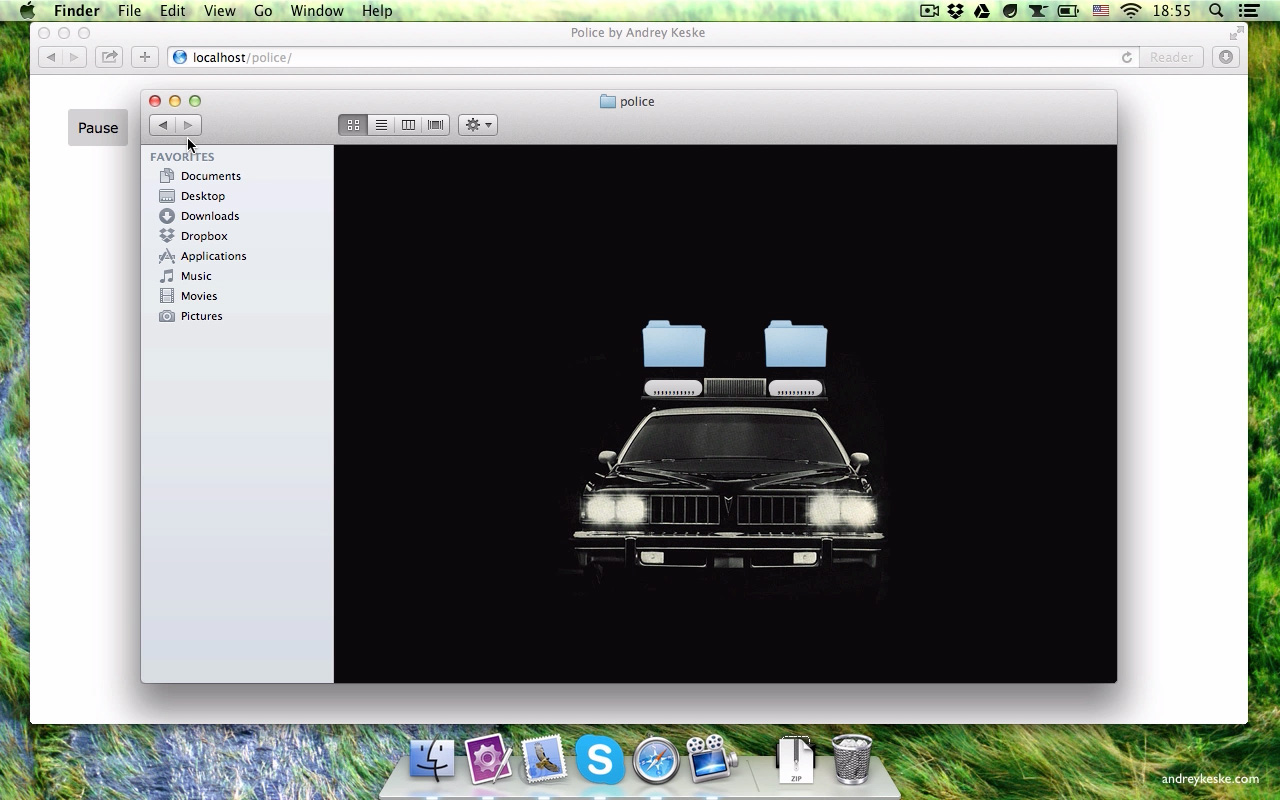 Finder File Edit View Go Window Help 18:55
Police by Andrey Keske
localhost/police/ Reader
police
Pause
FAVORITES
Documents
Desktop
Downloads
Dropbox
Applications
Music
Movies
Pictures
ZIP
andreykeske.com